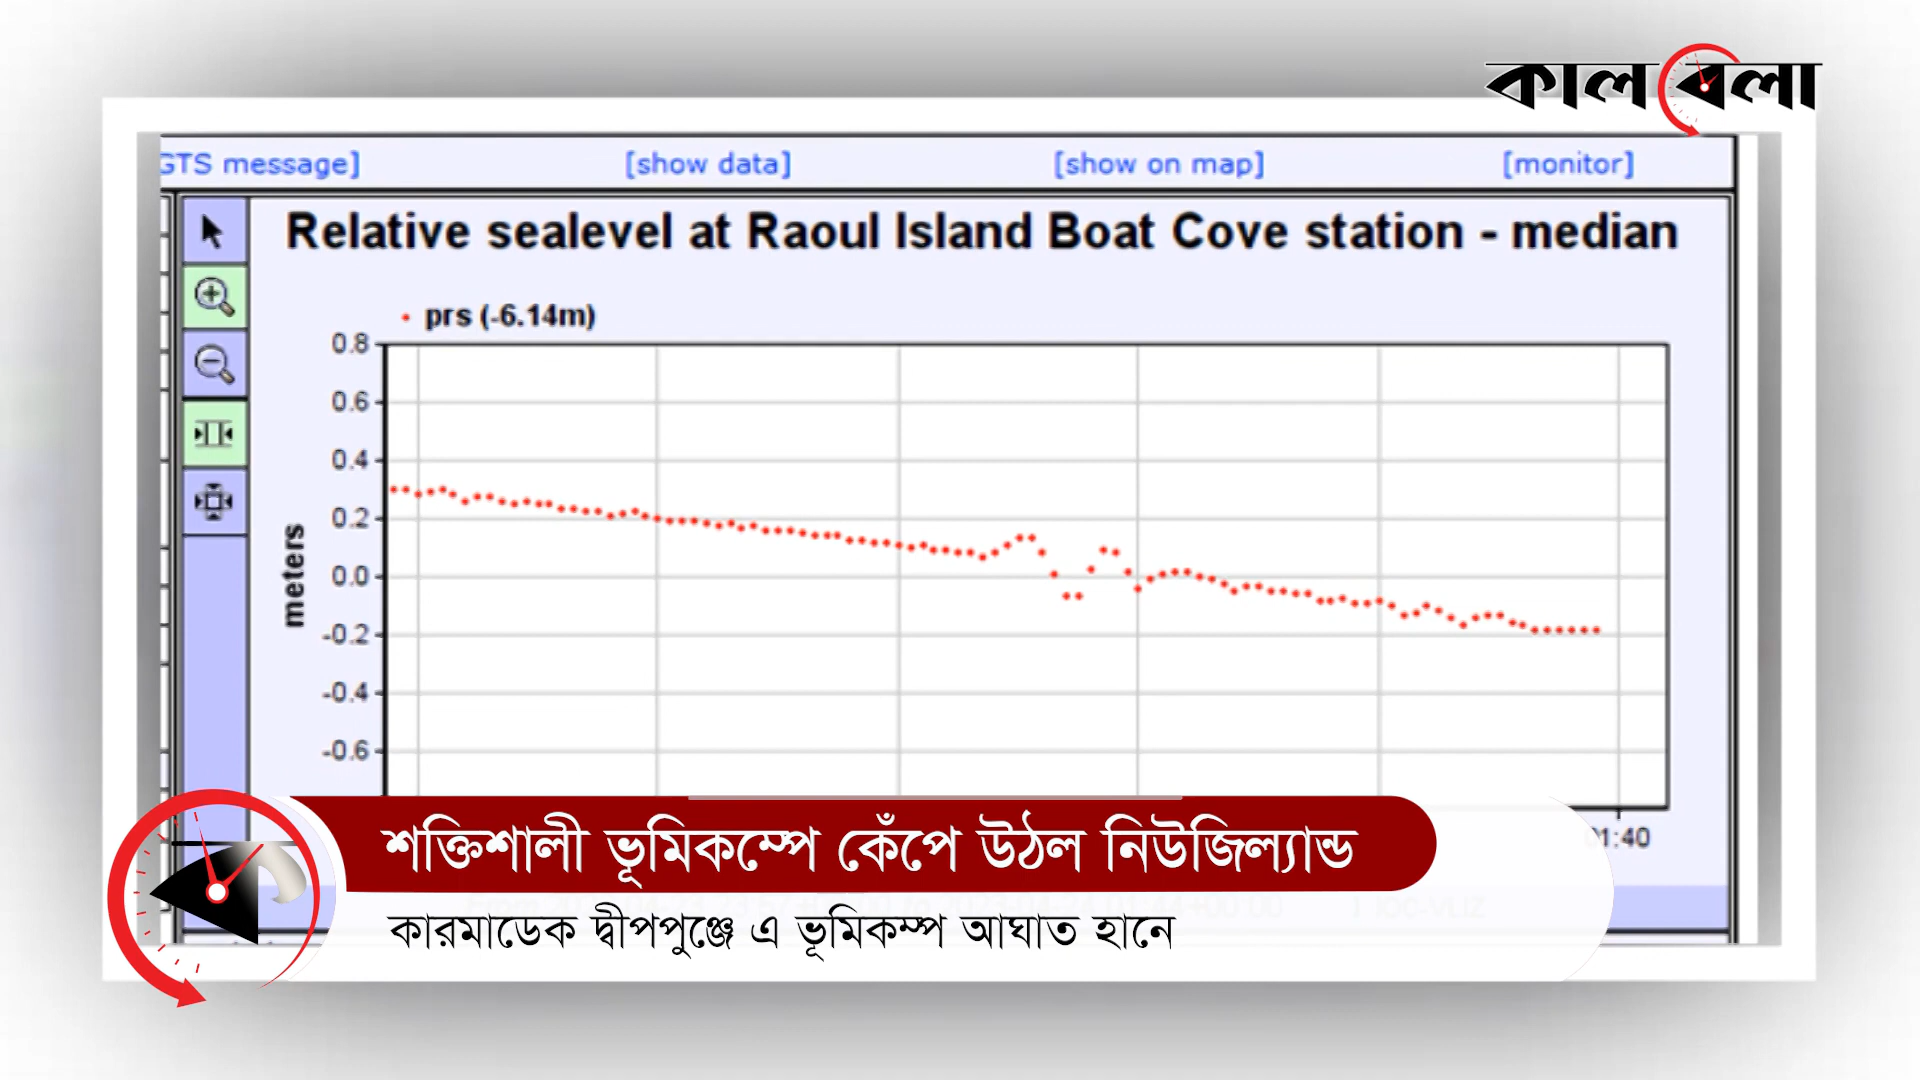 কালবেলা
GTS message]
[show data]
[show on map]
[monitor]
Relative sealevel at Raoul Island Boat Cove station - median
prs (-6.14m)
0.8
0.6
0.4
0.2
0.0
-0.2
-0.4
-0.6
meters
01:40
শক্তিশালী ভূমিকম্পে কেঁপে উঠল নিউজিল্যান্ড
কারমাডেক দ্বীপপুঞ্জে এ ভূমিকম্প আঘাত হানে